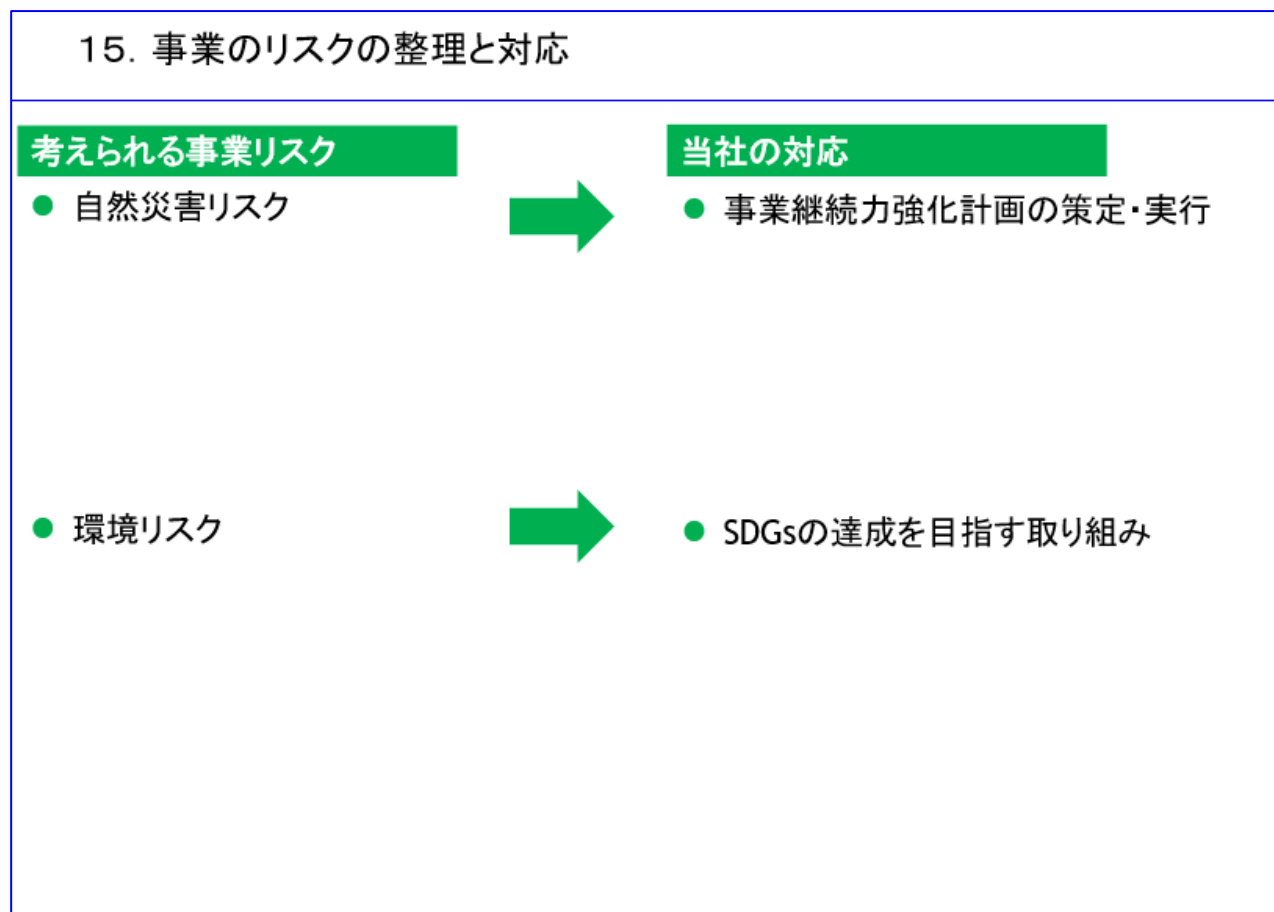 15. 事業のリスクの整理と対応
考えられる事業リスク
当社の対応
● 自然災害リスク
● 事業継続力強化計画の策定・実行
● 環境リスク
● SDGsの達成を目指す取り組み